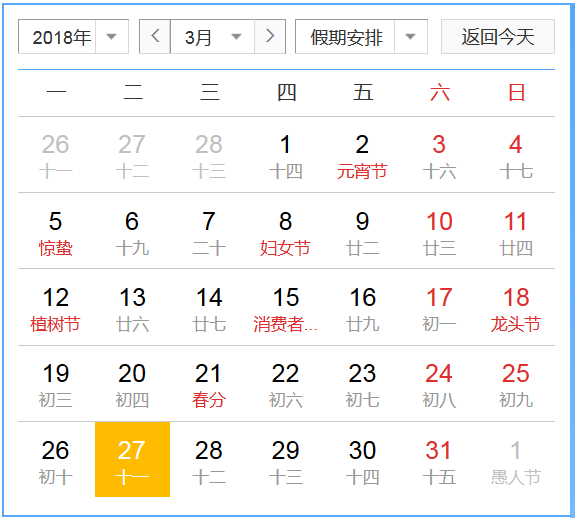 2018年 3月 假期安排 返回今天
一 二 三 四 五 六 日
26 27 28 1 2 3 4
十一 十二 十三 十四 元宵节 十六 十七
5 6 7 8 9 10 11
惊蛰 十九 二十 妇女节 廿二 廿三 廿四
12 13 14 15 16 17 18
植树节 廿六 廿七 消费者... 廿九 初一 龙头节
19 20 21 22 23 24 25
初三 初四 春分 初六 初七 初八 初九
26 27 28 29 30 31 1
初十 十一 十二 十三 十四 十五 愚人节